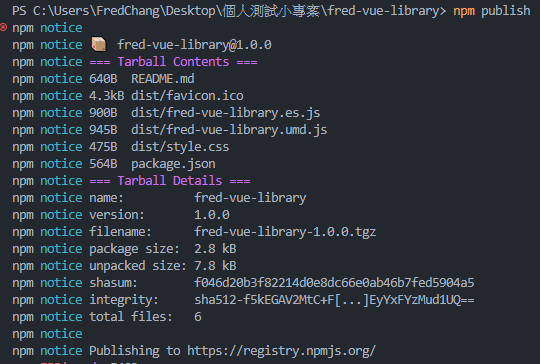 PS C:\Users\FredChang\Desktop\個人測試小專案\fred-vue-library> npm publish
npm notice
npm notice 📦  fred-vue-library@1.0.0
npm notice === Tarball Contents ===
npm notice 640B  README.md
npm notice 4.3kB dist/favicon.ico
npm notice 900B  dist/fred-vue-library.es.js
npm notice 945B  dist/fred-vue-library.umd.js
npm notice 475B  dist/style.css
npm notice 564B  package.json
npm notice === Tarball Details ===
npm notice name:          fred-vue-library
npm notice version:       1.0.0
npm notice filename:      fred-vue-library-1.0.0.tgz
npm notice package size:  2.8 kB
npm notice unpacked size: 7.8 kB
npm notice shasum:        f046d20b3f82214d0e8dc66e0ab46b7fed5904a5
npm notice integrity:     sha512-f5kEGAV2MtC+F[...]EyYxFYzMud1UQ==
npm notice total files:   6
npm notice
npm notice Publishing to https://registry.npmjs.org/